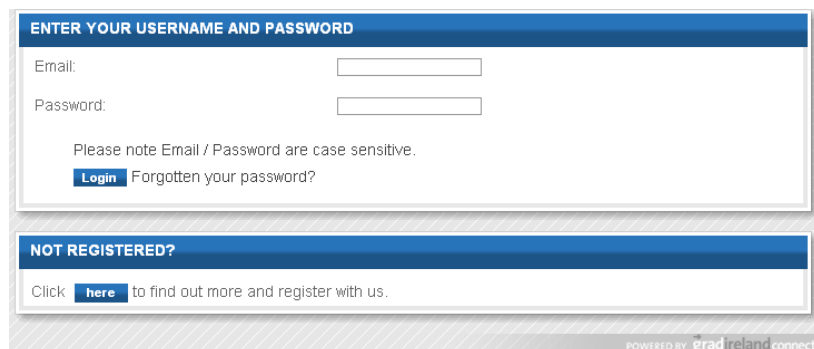 ENTER YOUR USERNAME AND PASSWORD
Email:
Password:
Please note Email / Password are case sensitive.
Login Forgotten your password?
NOT REGISTERED?
Click here to find out more and register with us.
POWERED BY gradireland connect